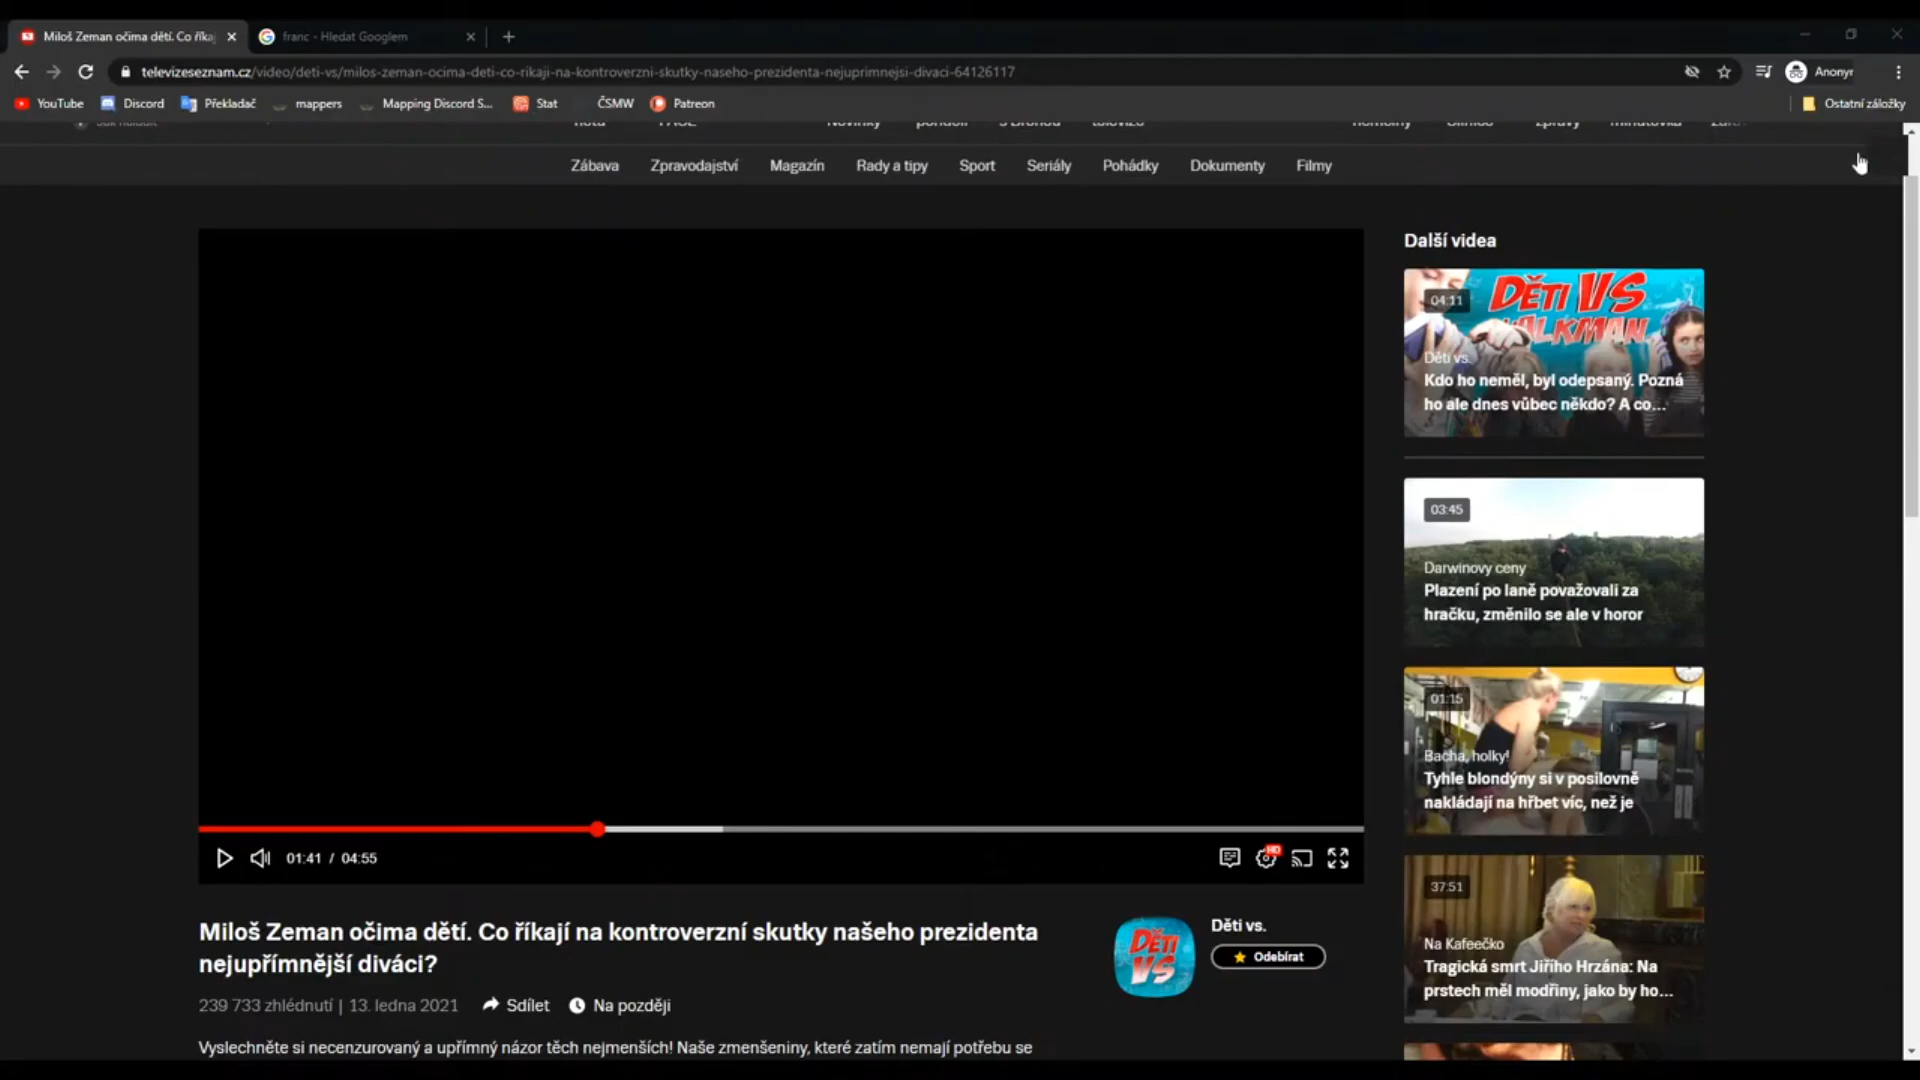 Miloš Zeman očima dětí. Co říka
franc - Hledat Googlem
televizeseznam.cz/video/deti-vs/milos-zeman-ocima-deti-co-rikaji-na-kontroverzni-skutky-naseho-prezidenta-nejuprimnejsi-divaci-64126117
Anonyr
YouTube Discord Překladač mappers Mapping Discord S... Stat ČSMW Patreon Ostatní záložky
Zábava Zpravodajství Magazín Rady a tipy Sport Seriály Pohádky Dokumenty Filmy
Další videa
DĚTI VS
WALKMAN
04:11
Děti vs.
Kdo ho neměl, byl odepsaný. Pozná
ho ale dnes vůbec někdo? A co...
03:45
Darwinovy ceny
Plazení po laně považovali za
hračku, změnilo se ale v horor
01:15
Bacha, holky!
Tyhle blondýny si v posilovně
nakládají na hřbet víc, než je
37:51
Na Kafeečko
Tragická smrt Jiřího Hrzána: Na
prstech měl modřiny, jako by ho...
01:41 / 04:55
HD
Miloš Zeman očima dětí. Co říkají na kontroverzní skutky našeho prezidenta
nejupřímnější diváci?
DĚTI
VS
Děti vs.
Odebírat
239 733 zhlédnutí | 13. ledna 2021 Sdílet Na později
Vyslechněte si necenzurovaný a upřímný názor těch nejmenších! Naše zmenšeniny, které zatím nemají potřebu se